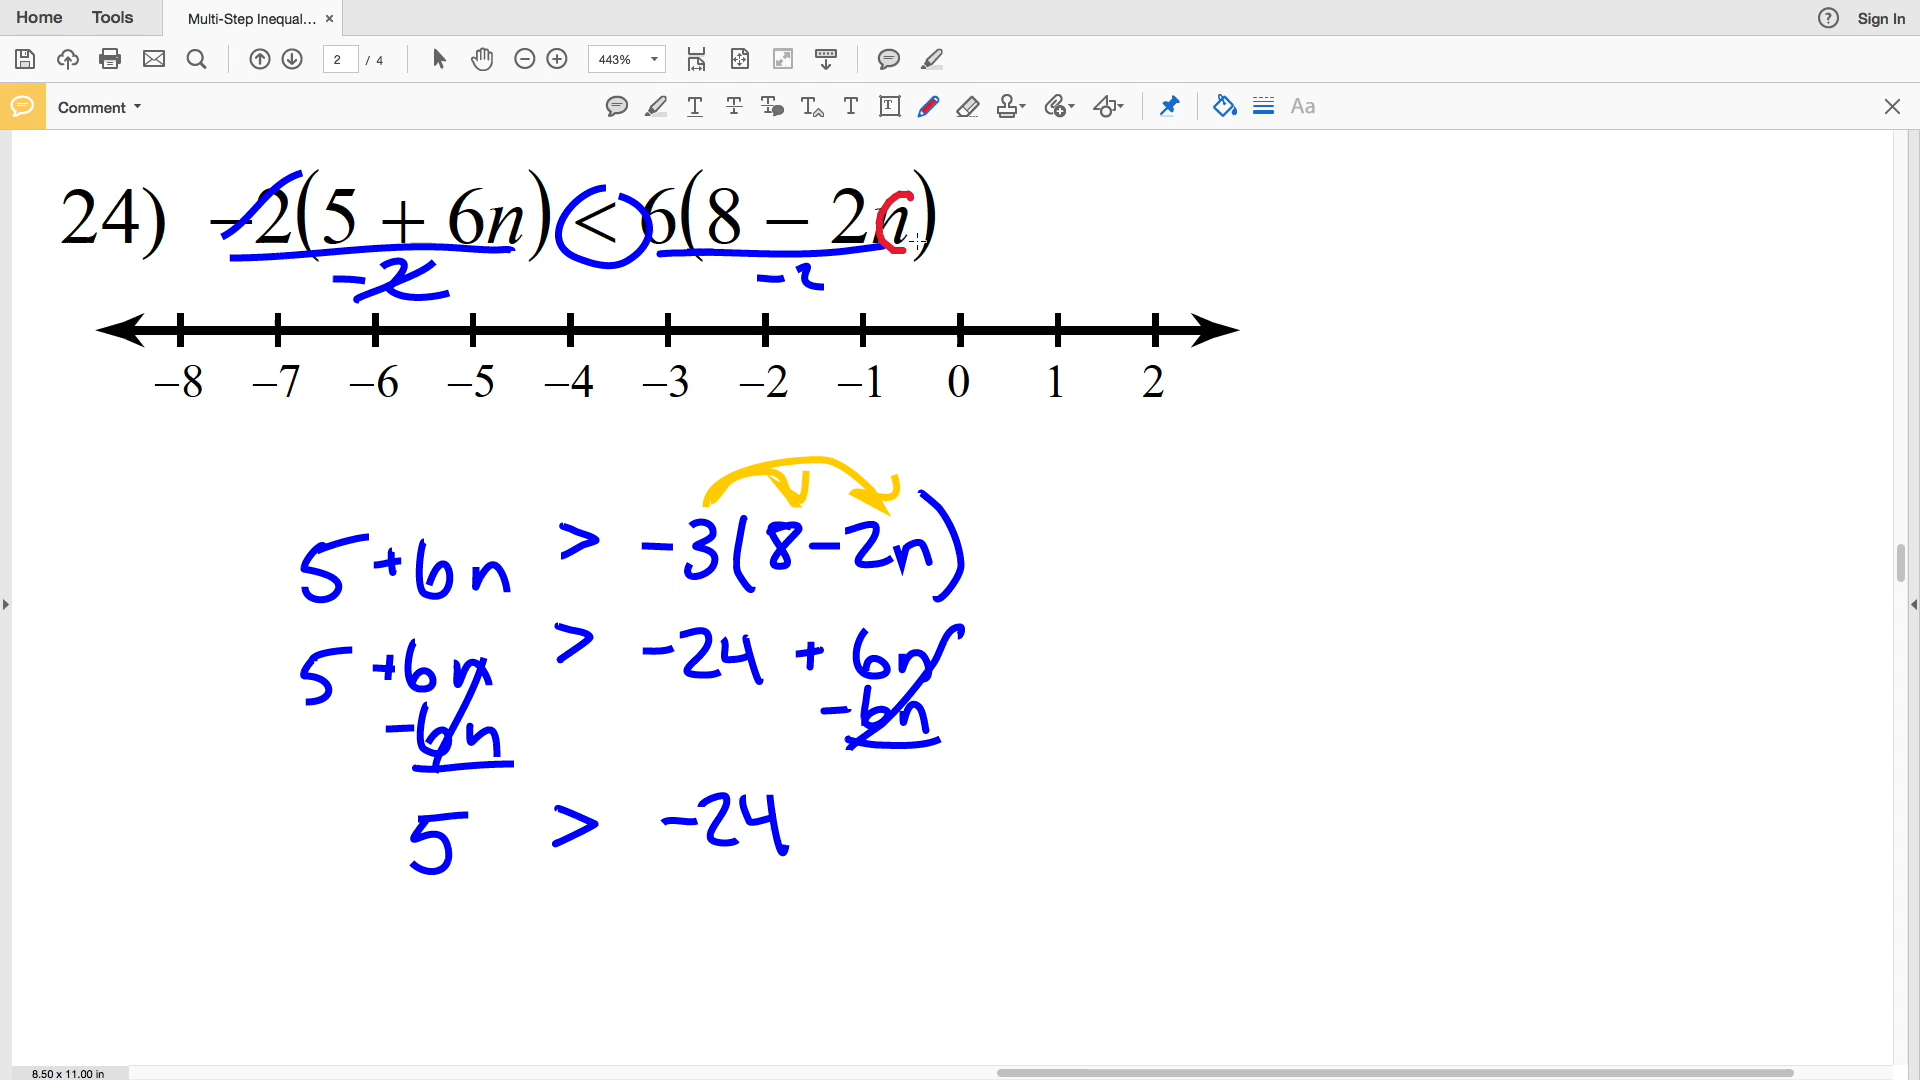 Home Tools Multi-Step Inequal... × ? Sign In
2 / 4 443%
Comment Aa
24) −2(5 + 6n) < 6(8 − 2n)
-2 -2
−8 −7 −6 −5 −4 −3 −2 −1 0 1 2
5+6n > -3(8-2n)
5+6n > -24 + 6n
-6n -6n
5 > -24
8.50 x 11.00 in